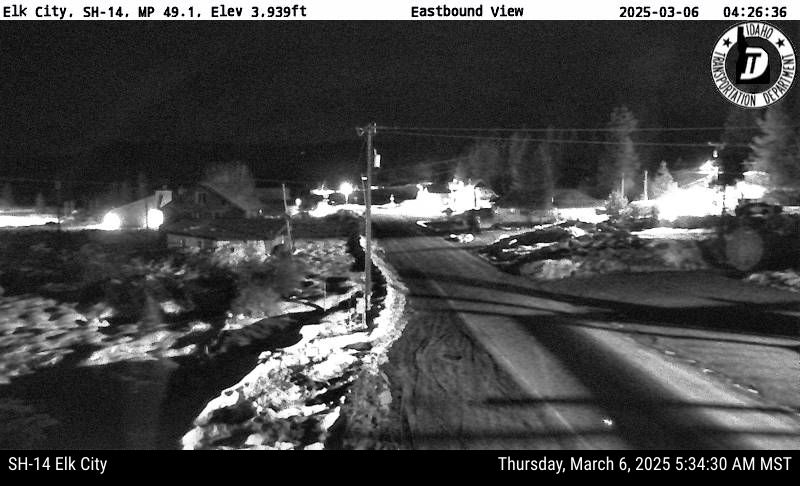 Elk City, SH-14, MP 49.1, Elev 3,939ft Eastbound View 2025-03-06 04:26:36
IDAHO TRANSPORTATION DEPARTMENT
SH-14 Elk City Thursday, March 6, 2025 5:34:30 AM MST